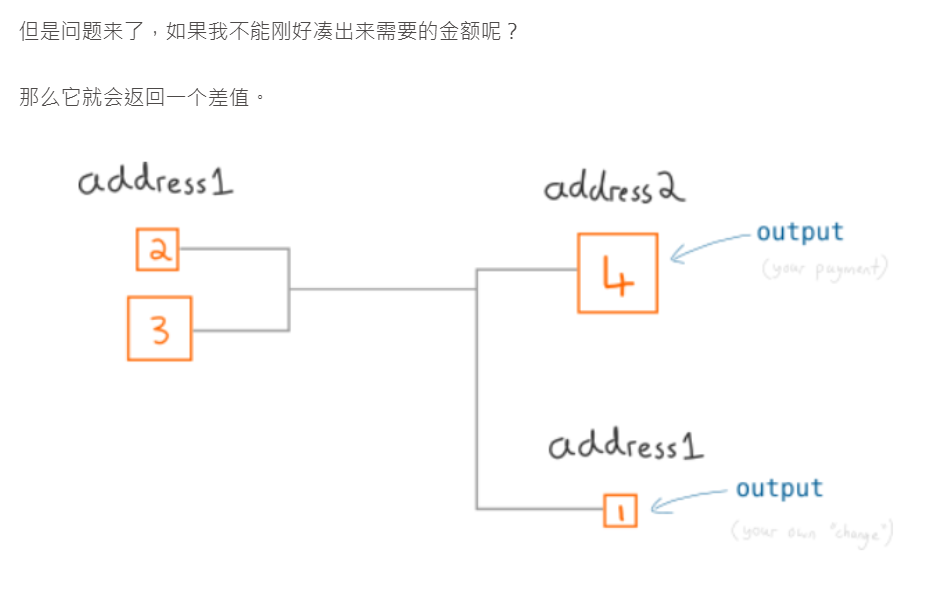 但是问题来了，如果我不能刚好凑出来需要的金额呢？
那么它就会返回一个差值。
address1
2
3
address2
4
output
(your payment)
address1
1
output
(your own "change")